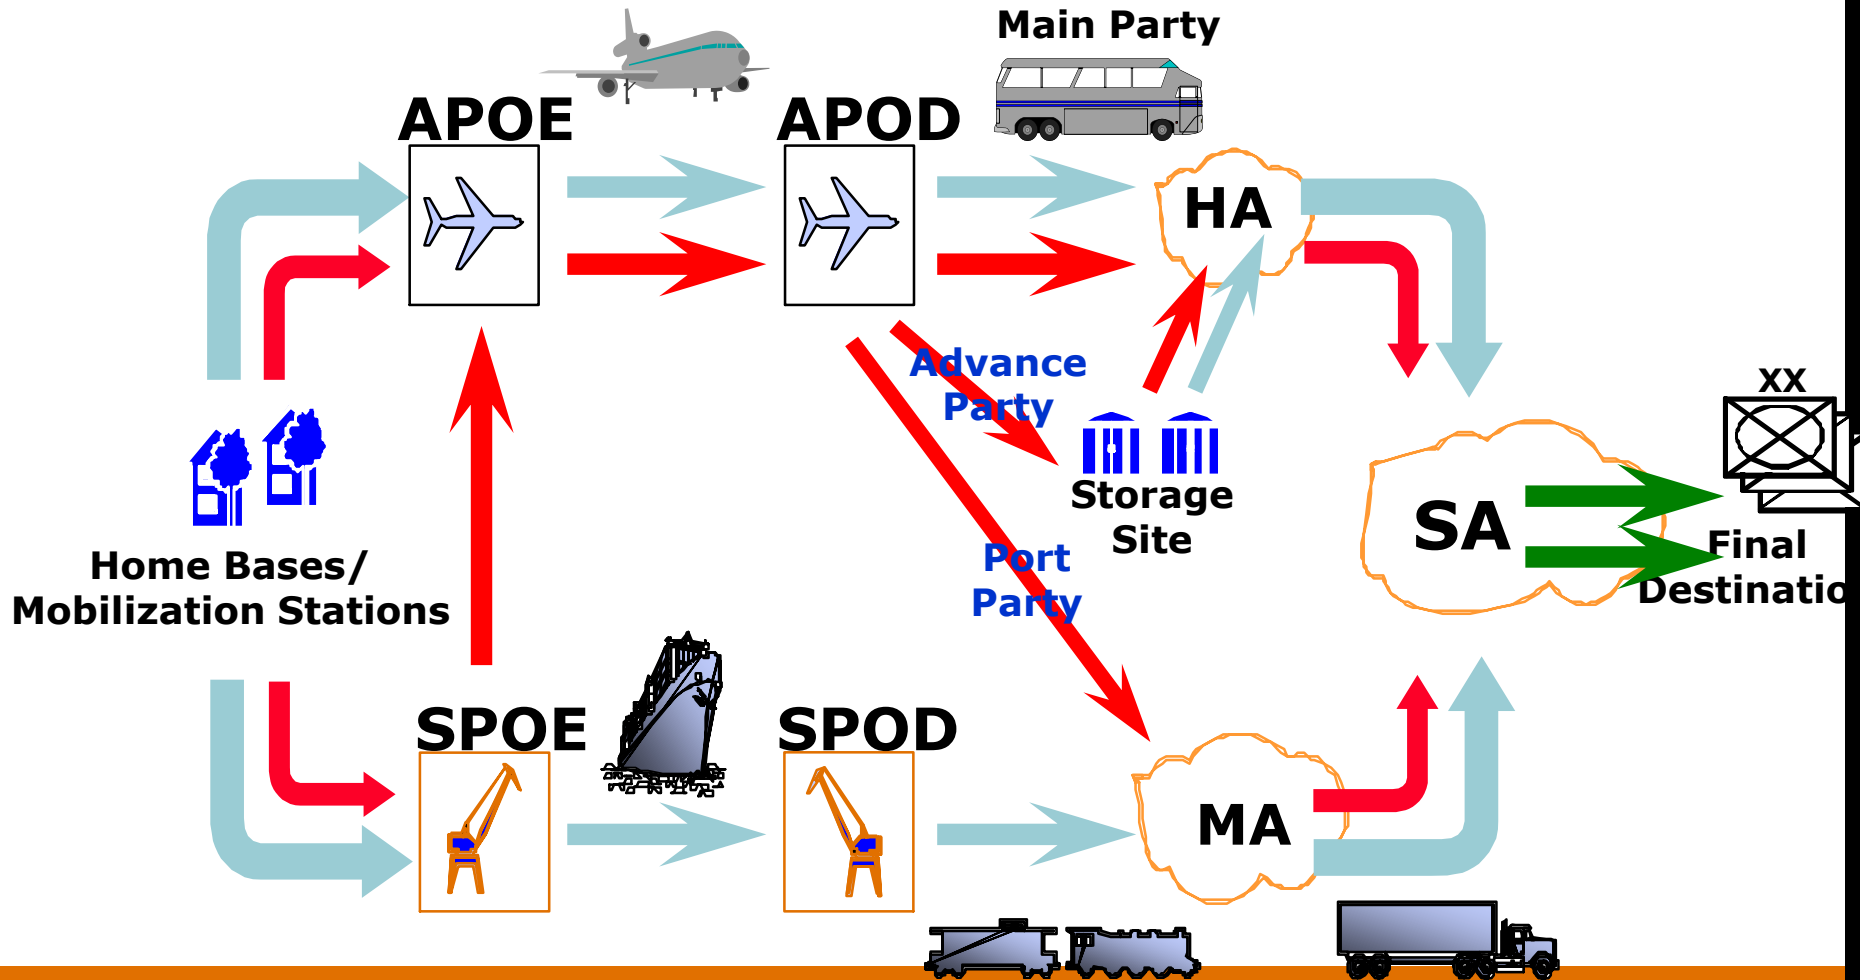 Main Party
APOE
APOD
HA
Advance
Party
XX
Storage
Site
SA
Port
Party
Final
Destinatio
Home Bases/
Mobilization Stations
SPOE
SPOD
MA